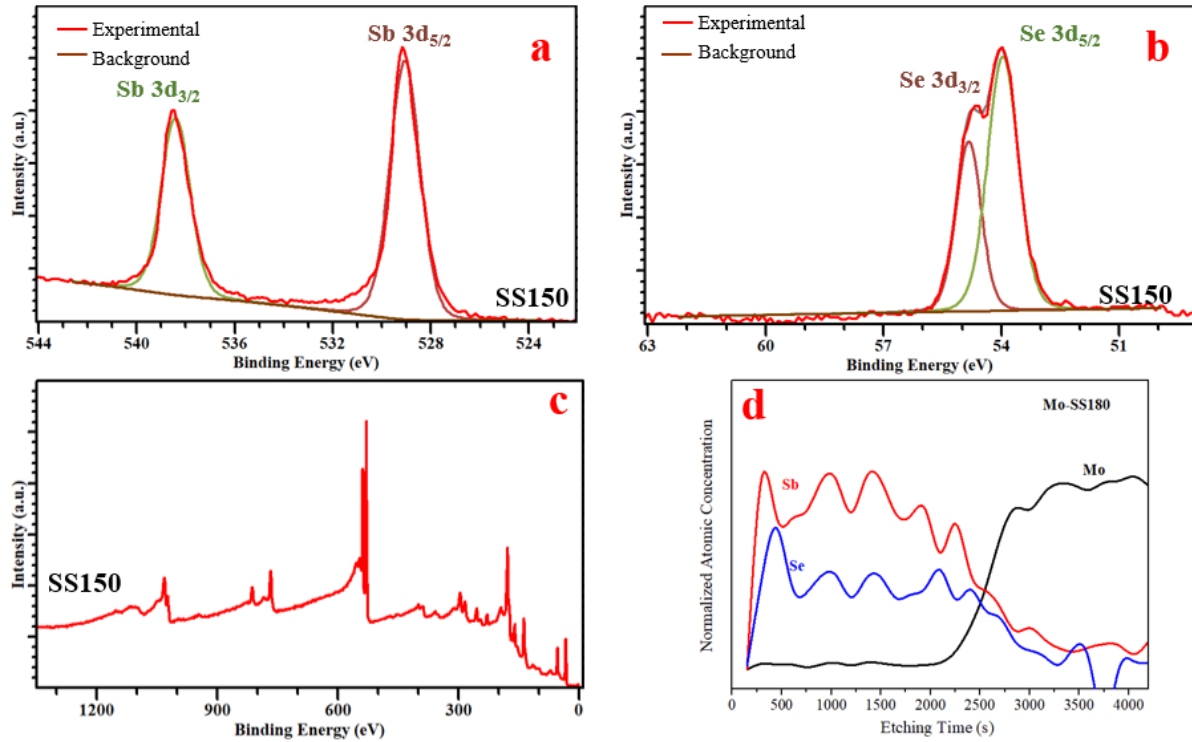 Experimental
Background
Sb 3d5/2
a
Sb 3d3/2
Intensity (a.u.)
SS150
544 540 536 532 528 524
Binding Energy (eV)
Experimental
Background
Se 3d5/2
b
Se 3d3/2
Intensity (a.u.)
SS150
63 60 57 54 51
Binding Energy (eV)
c
Intensity (a.u.)
SS150
1200 900 600 300 0
Binding Energy (eV)
d
Mo-SS180
Mo
Sb
Se
Normalized Atomic Concentration
0 500 1000 1500 2000 2500 3000 3500 4000
Etching Time (s)